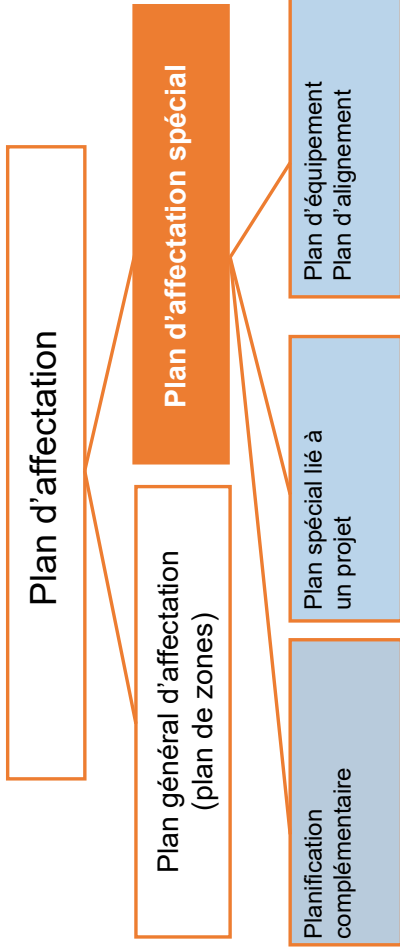 Plan d’affectation
Plan général d’affectation
(plan de zones)
Plan d’affectation spécial
Planification
complémentaire
Plan spécial lié à
un projet
Plan d’équipement
Plan d’alignement